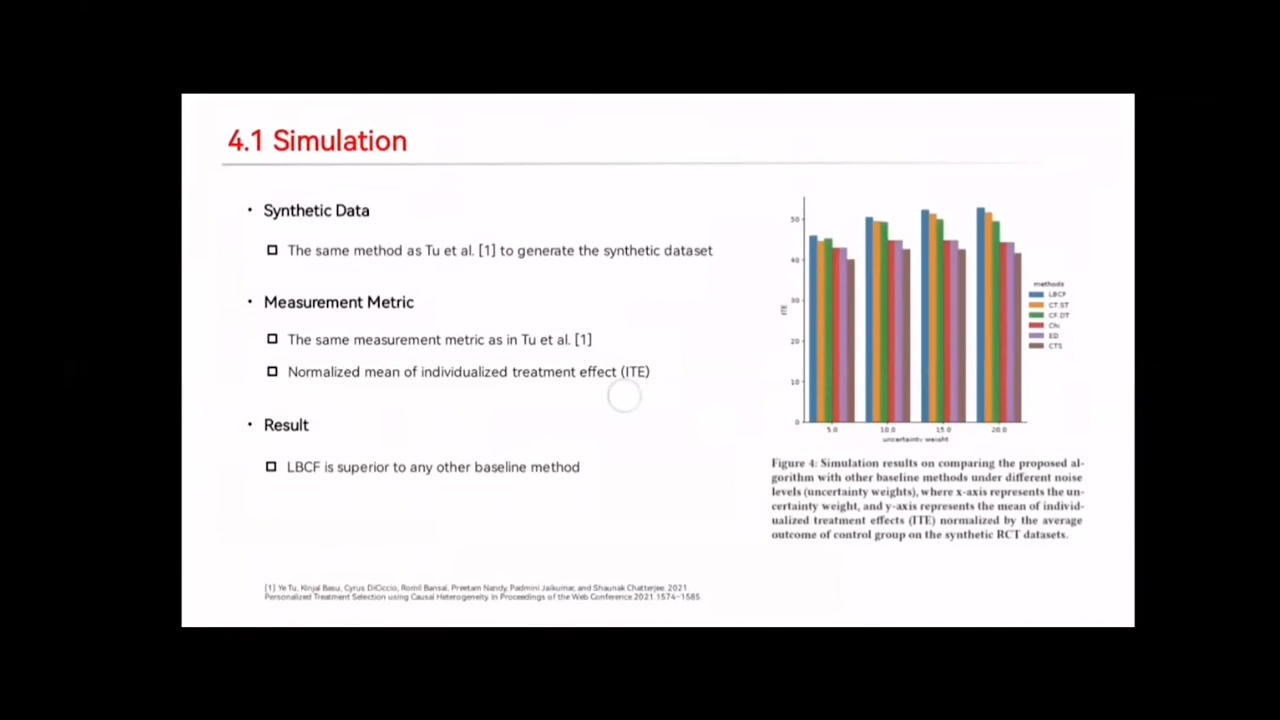 4.1 Simulation
• Synthetic Data
The same method as Tu et al. [1] to generate the synthetic dataset
• Measurement Metric
The same measurement metric as in Tu et al. [1]
Normalized mean of individualized treatment effect (ITE)
• Result
LBCF is superior to any other baseline method
50
40
30
20
10
0
ITE
5.0 10.0 15.0 20.0
uncertainty weight
methods
LBCF
CT.ST
CF.DT
ED
CTS
Figure 4: Simulation results on comparing the proposed al-
gorithm with other baseline methods under different noise
levels (uncertainty weights), where x-axis represents the un-
certainty weight, and y-axis represents the mean of individ-
ualized treatment effects (ITE) normalized by the average
outcome of control group on the synthetic RCT datasets.
[1] Ye Tu, Kinjal Basu, Cyrus DiCiccio, Romil Bansal, Preetam Nandy, Padmini Jaikumar, and Shaunak Chatterjee. 2021.
Personalized Treatment Selection using Causal Heterogeneity. In Proceedings of the Web Conference 2021. 1574–1585.